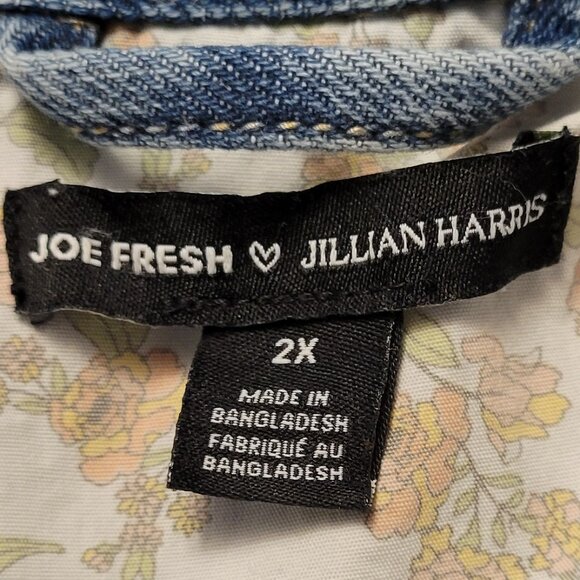 JOE FRESH ♡ JILLIAN HARRIS
2X
MADE IN
BANGLADESH
FABRIQUÉ AU
BANGLADESH